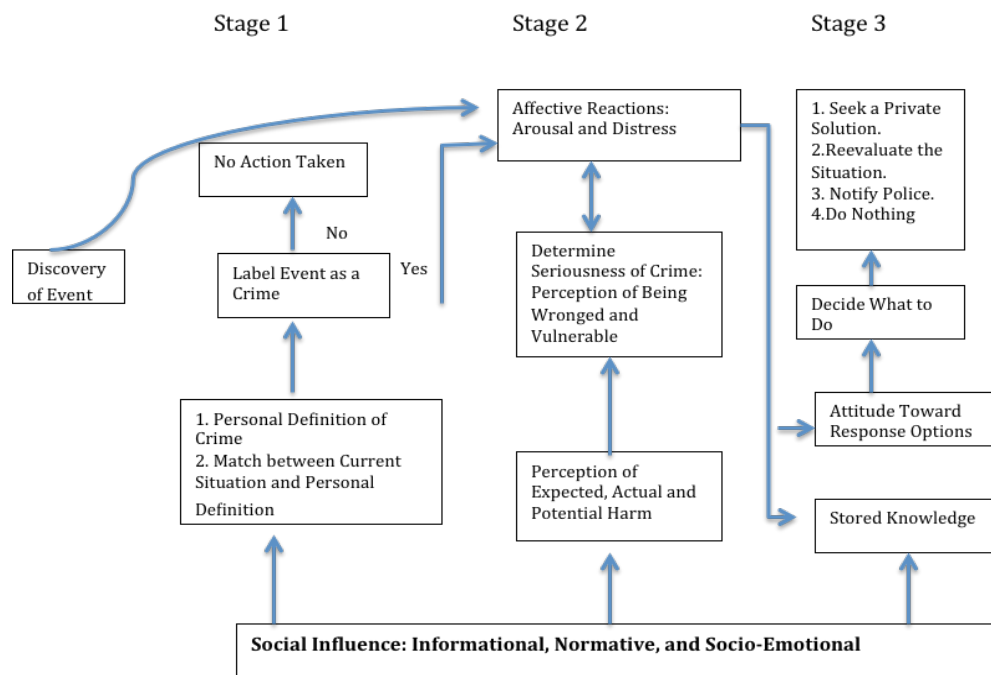 Stage 1
Stage 2
Stage 3
Discovery
of Event
No Action Taken
No
Label Event as a
Crime
Yes
1. Personal Definition of
Crime
2. Match between Current
Situation and Personal
Definition
Affective Reactions:
Arousal and Distress
Determine
Seriousness of Crime:
Perception of Being
Wronged and
Vulnerable
Perception of
Expected, Actual and
Potential Harm
1. Seek a Private
Solution.
2.Reevaluate the
Situation.
3. Notify Police.
4.Do Nothing
Decide What to
Do
Attitude Toward
Response Options
Stored Knowledge
Social Influence: Informational, Normative, and Socio-Emotional